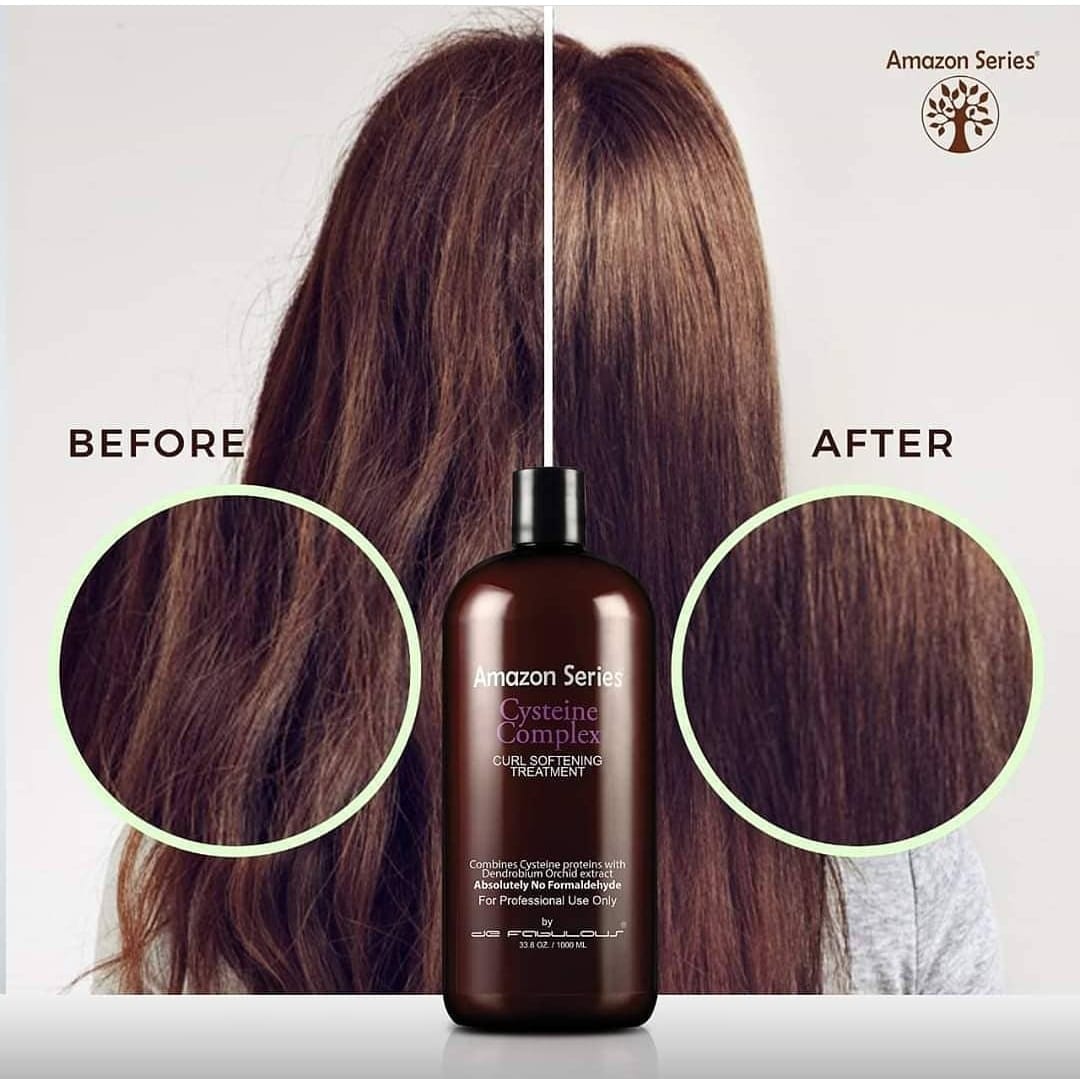 Amazon Series®
BEFORE
AFTER
Amazon Series
Cysteine
Complex
CURL SOFTENING
TREATMENT
Combines Cysteine proteins with
Dendrobium Orchid extract
Absolutely No Formaldehyde
For Professional Use Only
by
de Fabulous®
33.8 OZ. / 1000 ML